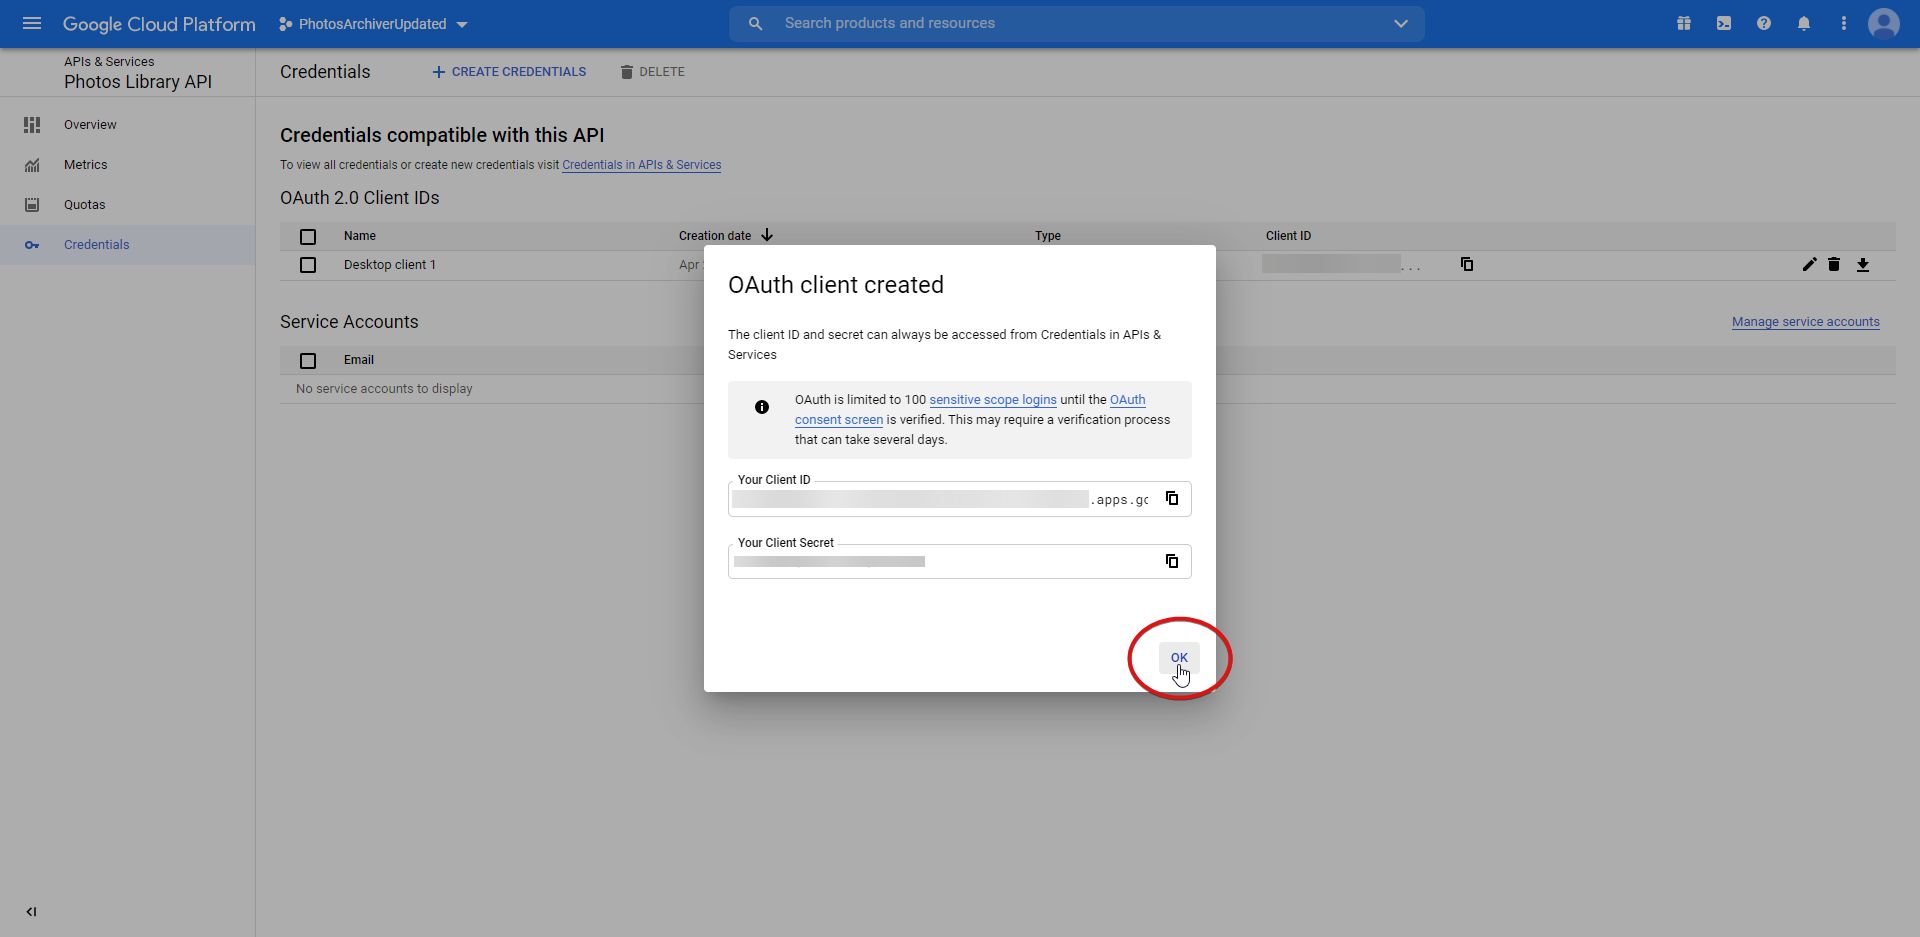 Google Cloud Platform
PhotosArchiverUpdated
Search products and resources
APIs & Services
Photos Library API
Overview
Metrics
Quotas
Credentials
Credentials
CREATE CREDENTIALS
DELETE
Credentials compatible with this API
To view all credentials or create new credentials visit Credentials in APIs & Services
OAuth 2.0 Client IDs
Name Creation date Type Client ID
Desktop client 1 Apr ...
Service Accounts
Manage service accounts
Email
No service accounts to display
OAuth client created
The client ID and secret can always be accessed from Credentials in APIs &
Services
OAuth is limited to 100 sensitive scope logins until the OAuth
consent screen is verified. This may require a verification process
that can take several days.
Your Client ID
.apps.go
Your Client Secret
OK